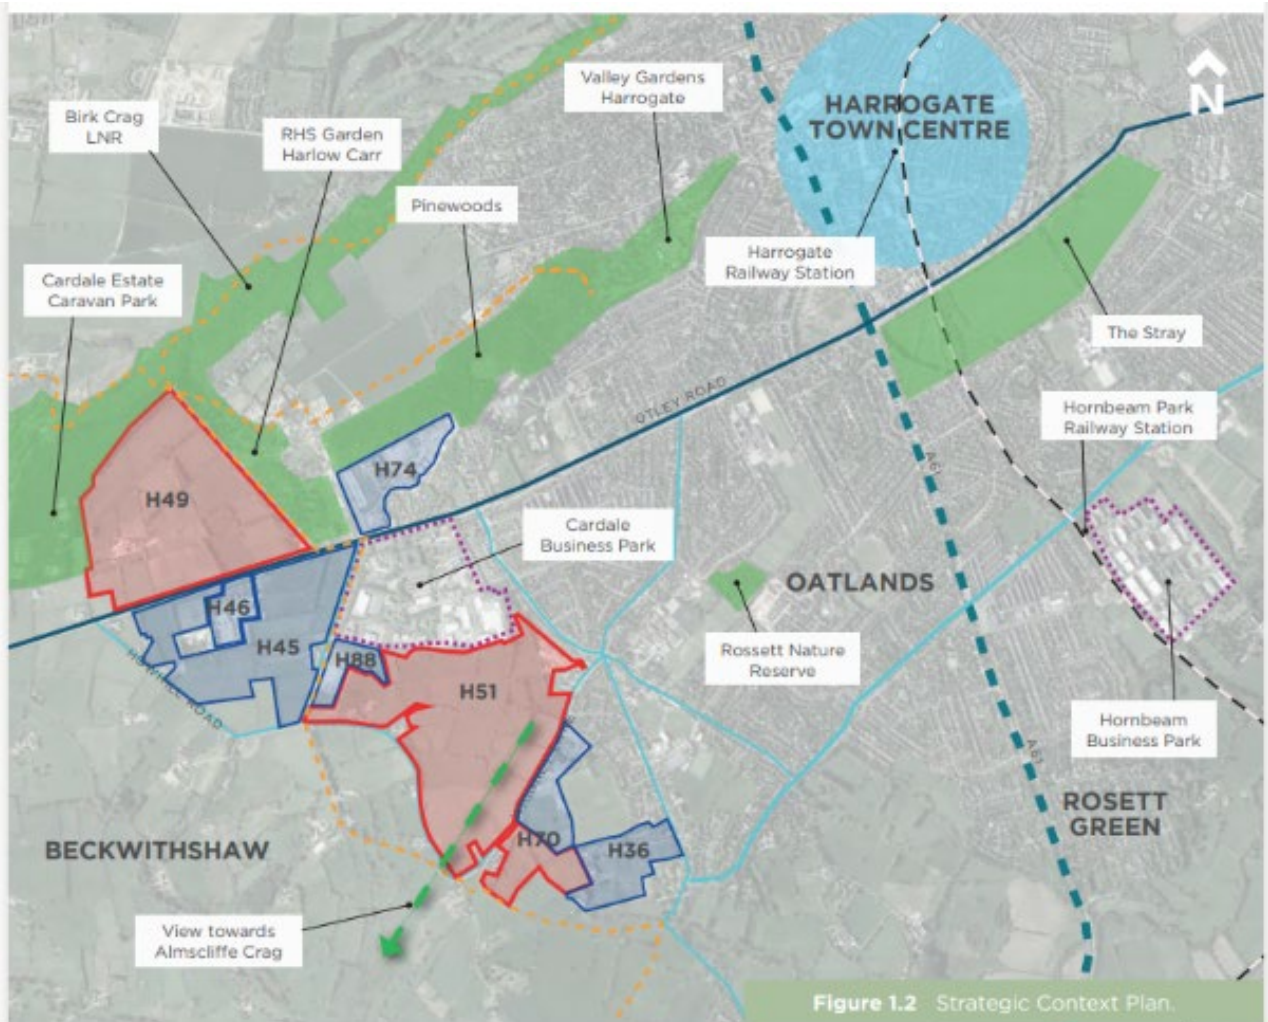 Valley Gardens
Harrogate
HARROGATE
TOWN CENTRE
N
Birk Crag
LNR
RHS Garden
Harlow Carr
Pinewoods
Harrogate
Railway Station
Cardale Estate
Caravan Park
The Stray
OTLEY ROAD
Hornbeam Park
Railway Station
A61
H74
H49
Cardale
Business Park
OATLANDS
H46
H45
H88
H51
Rossett Nature
Reserve
HOWHILL ROAD
Hornbeam
Business Park
A61
ROSETT
GREEN
BECKWITHSHAW
H70
H36
View towards
Almscliffe Crag
Figure 1.2 Strategic Context Plan.